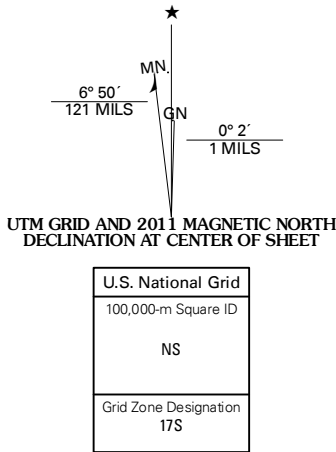 MN.
6° 50´
121 MILS
GN
0° 2´
1 MILS
UTM GRID AND 2011 MAGNETIC NORTH
DECLINATION AT CENTER OF SHEET
U.S. National Grid
100,000-m Square ID
NS
Grid Zone Designation
17S